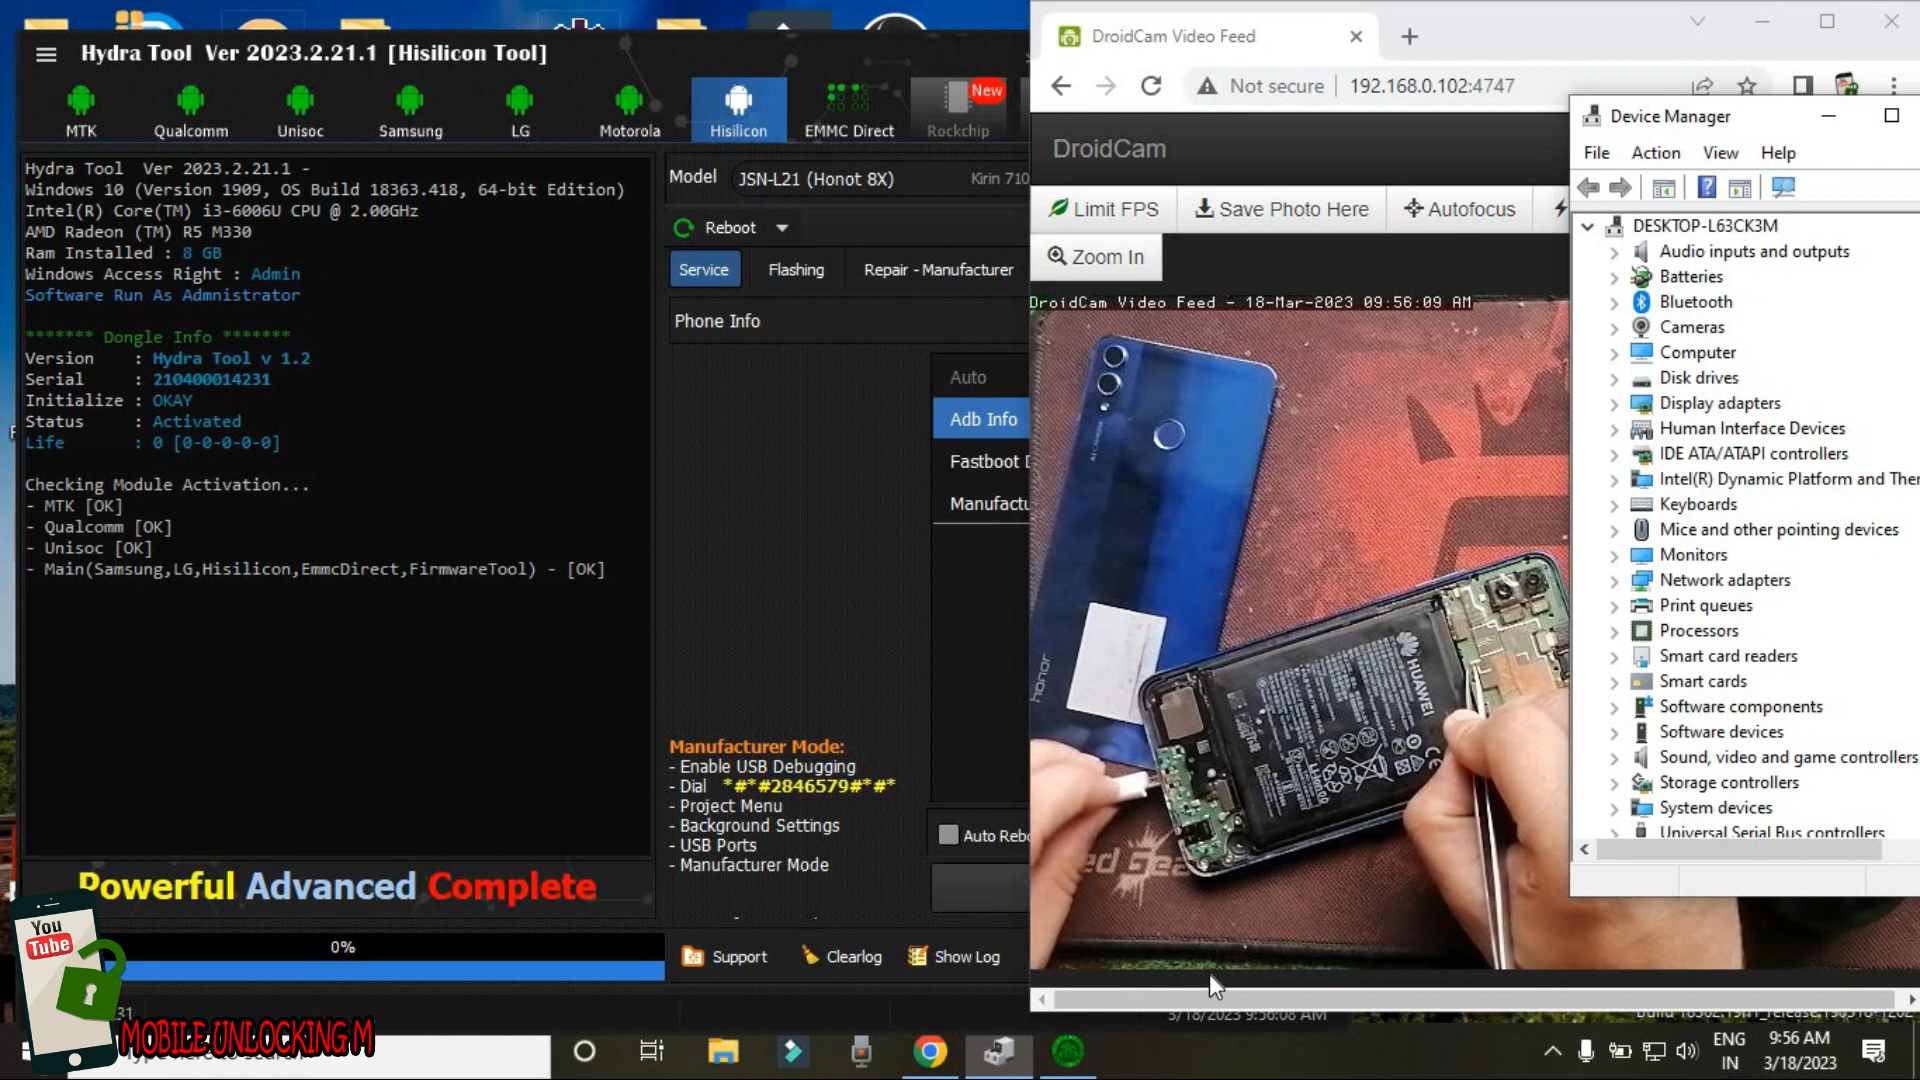 Hydra Tool Ver 2023.2.21.1 [Hisilicon Tool]
MTK
Qualcomm
Unisoc
Samsung
LG
Motorola
Hisilicon
EMMC Direct
New
Rockchip
Hydra Tool Ver 2023.2.21.1 -
Windows 10 (Version 1909, OS Build 18363.418, 64-bit Edition)
Intel(R) Core(TM) i3-6006U CPU @ 2.00GHz
AMD Radeon (TM) R5 M330
Ram Installed : 8 GB
Windows Access Right : Admin
Software Run As Admnistrator
******* Dongle Info *******
Version : Hydra Tool v 1.2
Serial : 210400014231
Initialize : OKAY
Status : Activated
Life : 0 [0-0-0-0-0]
Checking Module Activation...
- MTK [OK]
- Qualcomm [OK]
- Unisoc [OK]
- Main(Samsung,LG,Hisilicon,EmmcDirect,FirmwareTool) - [OK]
Powerful Advanced Complete
0%
Model JSN-L21 (Honot 8X) Kirin 710
Reboot
Service
Flashing
Repair - Manufacturer
Phone Info
Auto
Adb Info
Fastboot
Manufactu
Manufacturer Mode:
- Enable USB Debugging
- Dial *#*#2846579#*#*
- Project Menu
- Background Settings
- USB Ports
- Manufacturer Mode
Auto Rebo
Support
Clearlog
Show Log
DroidCam Video Feed
Not secure
192.168.0.102:4747
DroidCam
Limit FPS
Save Photo Here
Autofocus
Zoom In
DroidCam Video Feed - 18-Mar-2023 09:56:09 AM
honor
HUAWEI
Device Manager
File Action View Help
DESKTOP-L63CK3M
Audio inputs and outputs
Batteries
Bluetooth
Cameras
Computer
Disk drives
Display adapters
Human Interface Devices
IDE ATA/ATAPI controllers
Intel(R) Dynamic Platform and Ther
Keyboards
Mice and other pointing devices
Monitors
Network adapters
Print queues
Processors
Smart card readers
Smart cards
Software components
Software devices
Sound, video and game controllers
Storage controllers
System devices
Universal Serial Bus controllers
3/18/2023 9:56:08 AM
You
Tube
MOBILE UNLOCKING M
ENG
IN
9:56 AM
3/18/2023